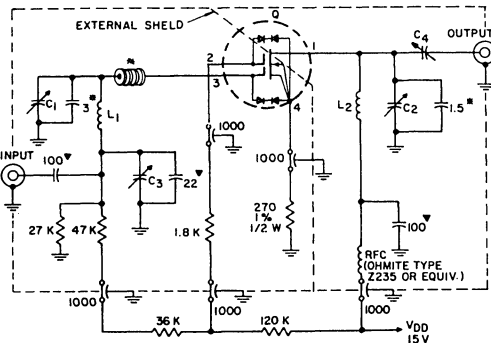 EXTERNAL SHIELD
Q
C4
OUTPUT
*
2
3
4
C1
3*
L1
L2
C2
1.5*
1000
1000
INPUT
100▼
C3
22▼
270
1%
1/2 W
100▼
27 K
47 K
1.8 K
RFC
(OHMITE TYPE
Z235 OR EQUIV.)
1000
1000
1000
36 K
120 K
VDD
15 V